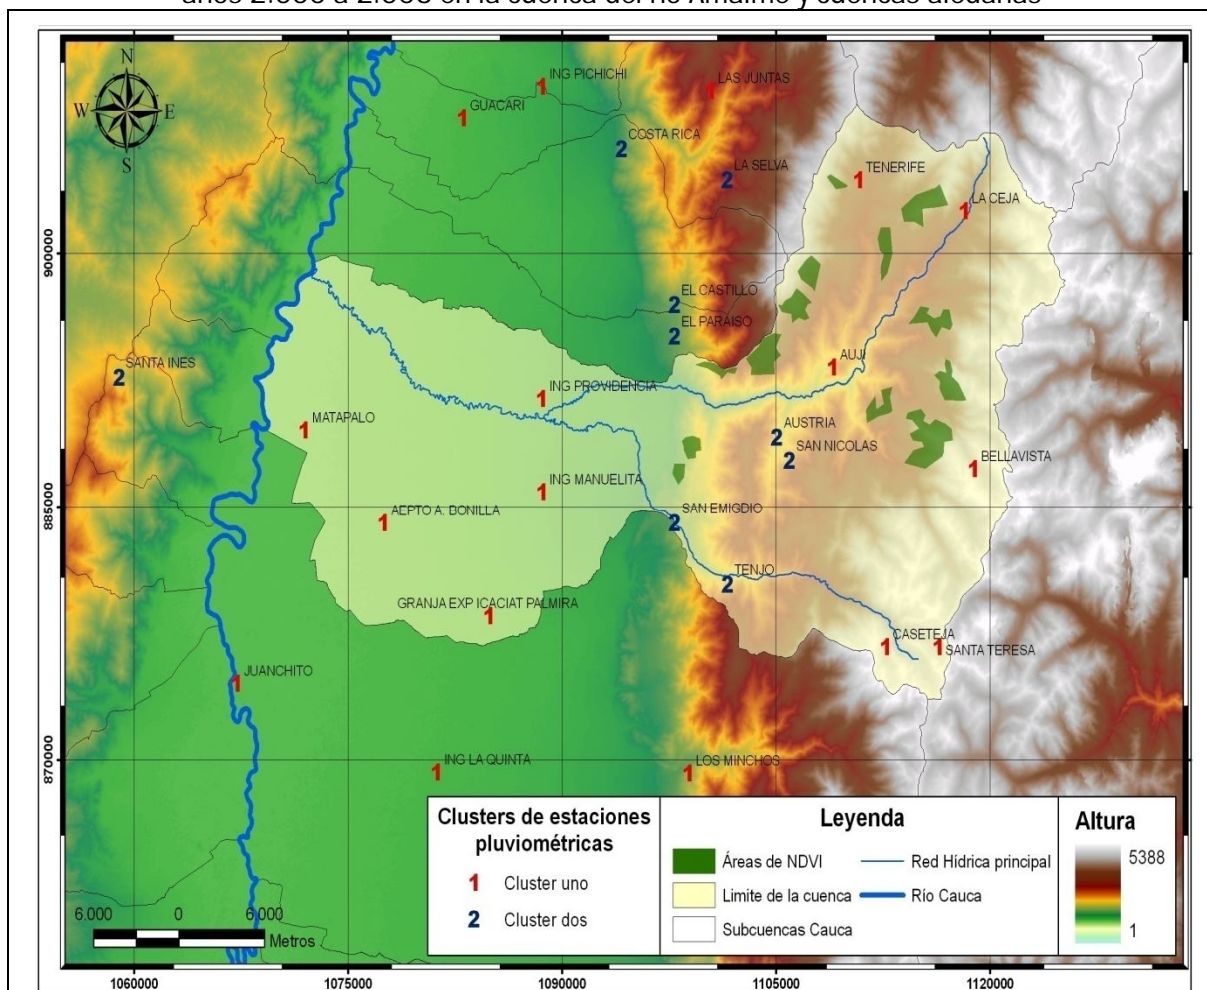 años 2.000 a 2.008 en la cuenca del río Amaime y cuencas aledañas
N
W E
S
ING PICHICHI
LAS JUNTAS
GUACARI
COSTA RICA
LA SELVA
TENERIFE
LA CEJA
EL CASTILLO
EL PARAISO
SANTA INES
AUJI
ING PROVIDENCIA
MATAPALO
AUSTRIA
SAN NICOLAS
BELLAVISTA
ING MANUELITA
AEPTO A. BONILLA
SAN EMIGDIO
TENJO
GRANJA EXP ICACIAT PALMIRA
CASETEJA
SANTA TERESA
JUANCHITO
ING LA QUINTA
LOS MINCHOS
900000
885000
870000
Clusters de estaciones
pluviométricas
1 Cluster uno
2 Cluster dos
Leyenda
Áreas de NDVI
Limite de la cuenca
Subcuencas Cauca
Red Hídrica principal
Río Cauca
Altura
5388
1
6.000 0 6.000
Metros
1060000 1075000 1090000 1105000 1120000